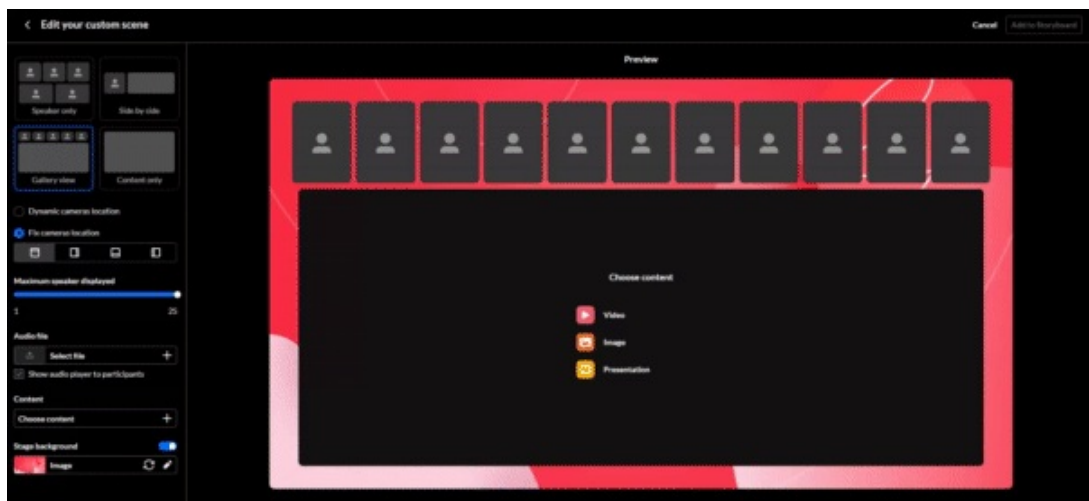 Edit your custom scene
Cancel
Add to Storyboard
Preview
Speaker only
Side by side
Gallery view
Content only
Dynamic cameras location
Fix cameras location
Maximum speaker displayed
1
25
Audio file
Select file
Show audio player to participants
Content
Choose content
Stage background
Image
Choose content
Video
Image
Presentation